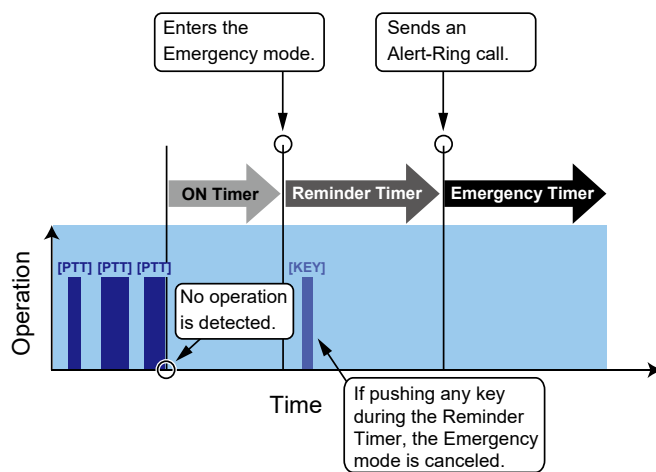 Enters the
Emergency mode.
Sends an
Alert-Ring call.
ON Timer
Reminder Timer
Emergency Timer
[PTT] [PTT] [PTT]
[KEY]
No operation
is detected.
Operation
Time
If pushing any key
during the Reminder
Timer, the Emergency
mode is canceled.